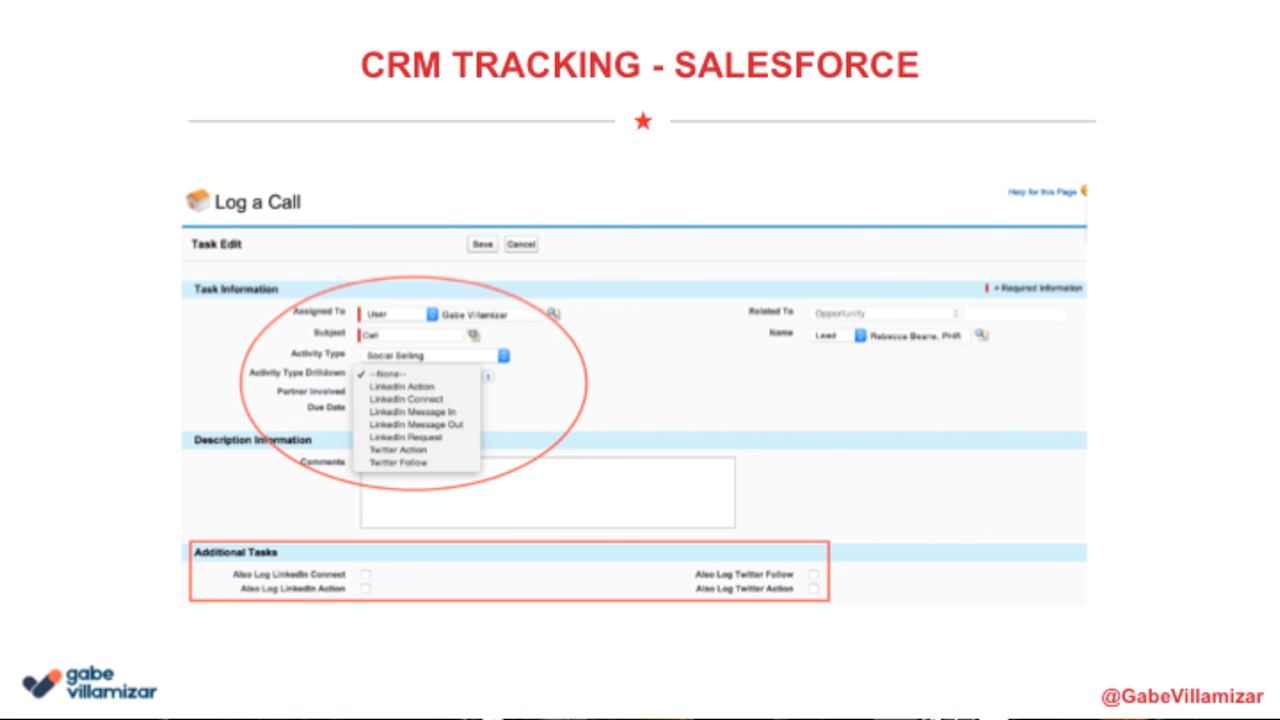 CRM TRACKING - SALESFORCE
Log a Call
Help for this Page
Task Edit
Save Cancel
Task Information
= Required Information
Assigned To User Gabe Villamizar
Related To Opportunity
Subject Call
Name Lead Rebecca Beane, PHR
Activity Type Social Selling
Activity Type Drilldown --None--
Partner Involved
Due Date
LinkedIn Action
LinkedIn Connect
LinkedIn Message In
LinkedIn Message Out
LinkedIn Request
Twitter Action
Twitter Follow
Description Information
Comments
Additional Tasks
Also Log LinkedIn Connect
Also Log Twitter Follow
Also Log LinkedIn Action
Also Log Twitter Action
gabe
villamizar
@GabeVillamizar